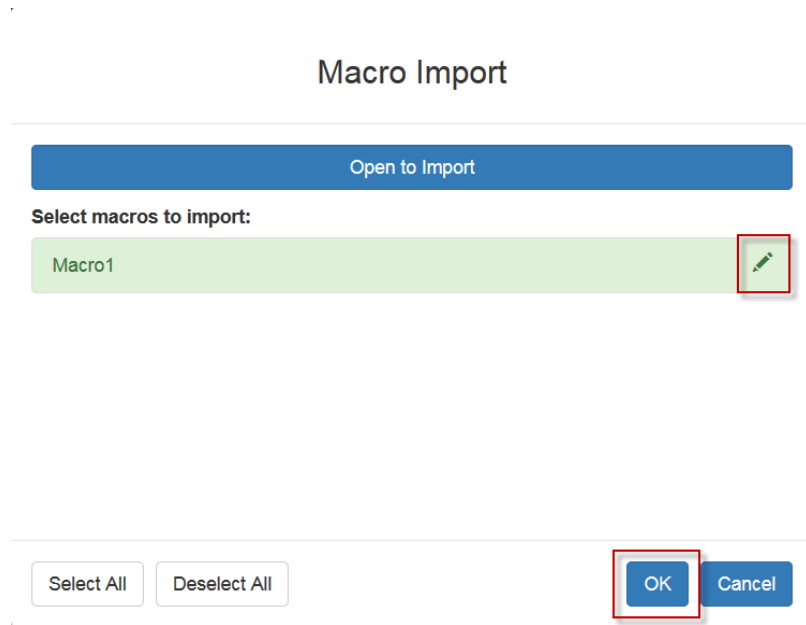 Macro Import
Open to Import
Select macros to import:
Macro1
Select All Deselect All OK Cancel